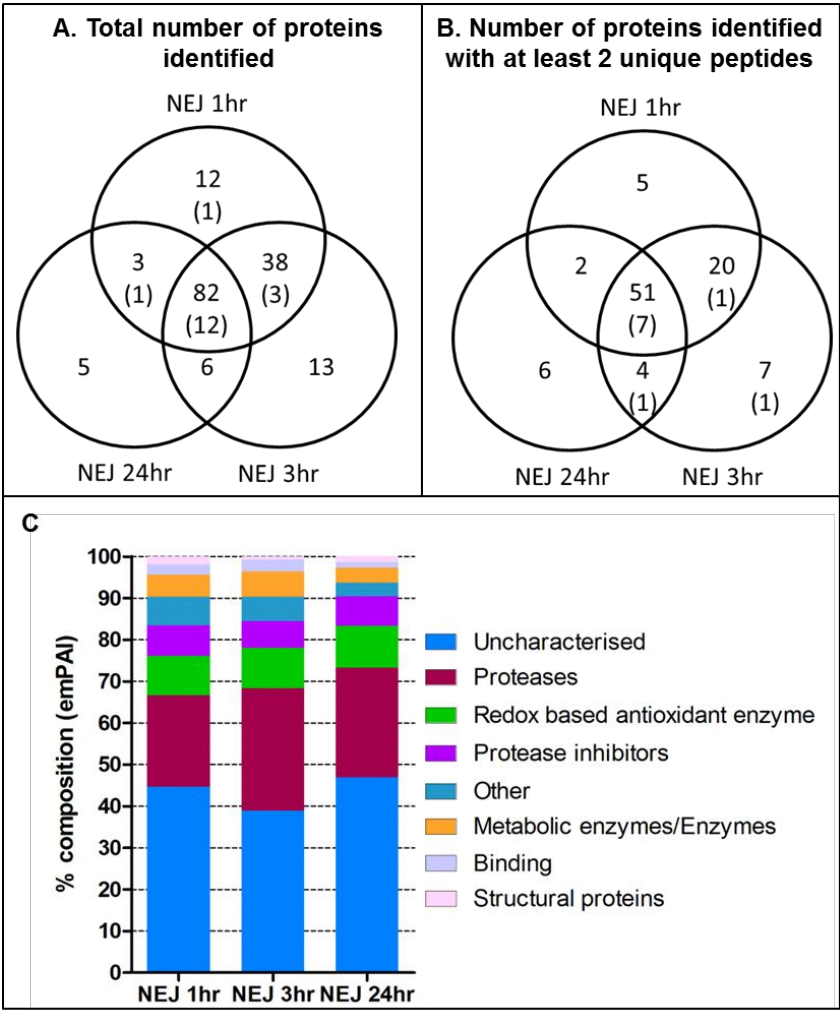 A. Total number of proteins
identified
NEJ 1hr
12
(1)
3
(1)
38
(3)
82
(12)
5
6
13
NEJ 24hr
NEJ 3hr
B. Number of proteins identified
with at least 2 unique peptides
NEJ 1hr
5
2
20
(1)
51
(7)
6
4
(1)
7
(1)
NEJ 24hr
NEJ 3hr
C
% composition (emPAI)
100
90
80
70
60
50
40
30
20
10
0
NEJ 1hr
NEJ 3hr
NEJ 24hr
Uncharacterised
Proteases
Redox based antioxidant enzyme
Protease inhibitors
Other
Metabolic enzymes/Enzymes
Binding
Structural proteins